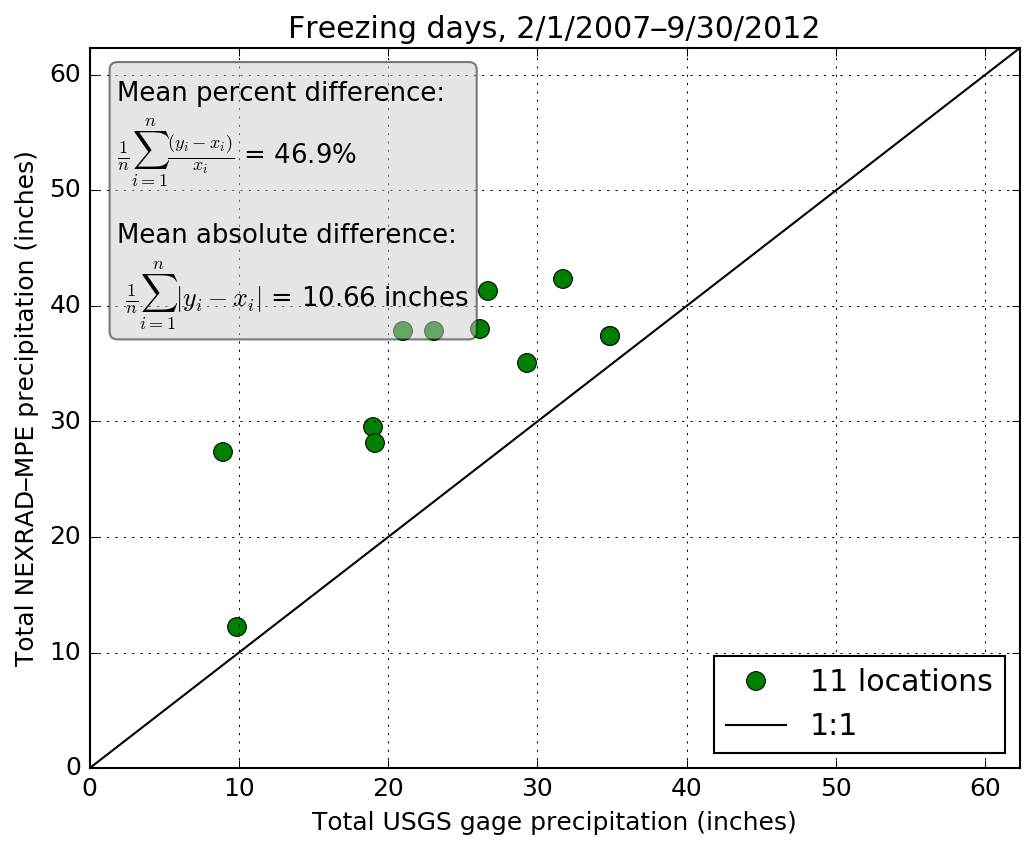 Freezing days, 2/1/2007–9/30/2012
Mean percent difference:
$\frac{1}{n}\sum_{i=1}^{n}\frac{(y_i-x_i)}{x_i}$ = 46.9%
Mean absolute difference:
$\frac{1}{n}\sum_{i=1}^{n}|y_i-x_i|$ = 10.66 inches
Total NEXRAD–MPE precipitation (inches)
60
50
40
30
20
10
0
11 locations
1:1
0 10 20 30 40 50 60
Total USGS gage precipitation (inches)